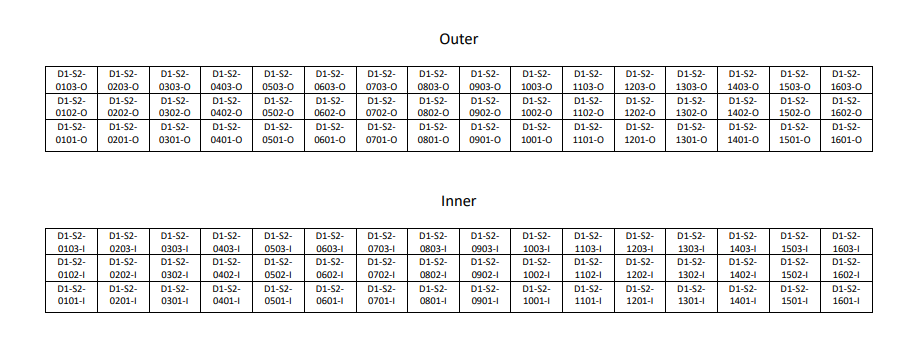 Outer
D1-S2- D1-S2- D1-S2- D1-S2- D1-S2- D1-S2- D1-S2- D1-S2- D1-S2- D1-S2- D1-S2- D1-S2- D1-S2- D1-S2- D1-S2- D1-S2-
0103-O 0203-O 0303-O 0403-O 0503-O 0603-O 0703-O 0803-O 0903-O 1003-O 1103-O 1203-O 1303-O 1403-O 1503-O 1603-O
D1-S2- D1-S2- D1-S2- D1-S2- D1-S2- D1-S2- D1-S2- D1-S2- D1-S2- D1-S2- D1-S2- D1-S2- D1-S2- D1-S2- D1-S2- D1-S2-
0102-O 0202-O 0302-O 0402-O 0502-O 0602-O 0702-O 0802-O 0902-O 1002-O 1102-O 1202-O 1302-O 1402-O 1502-O 1602-O
D1-S2- D1-S2- D1-S2- D1-S2- D1-S2- D1-S2- D1-S2- D1-S2- D1-S2- D1-S2- D1-S2- D1-S2- D1-S2- D1-S2- D1-S2- D1-S2-
0101-O 0201-O 0301-O 0401-O 0501-O 0601-O 0701-O 0801-O 0901-O 1001-O 1101-O 1201-O 1301-O 1401-O 1501-O 1601-O
Inner
D1-S2- D1-S2- D1-S2- D1-S2- D1-S2- D1-S2- D1-S2- D1-S2- D1-S2- D1-S2- D1-S2- D1-S2- D1-S2- D1-S2- D1-S2- D1-S2-
0103-I 0203-I 0303-I 0403-I 0503-I 0603-I 0703-I 0803-I 0903-I 1003-I 1103-I 1203-I 1303-I 1403-I 1503-I 1603-I
D1-S2- D1-S2- D1-S2- D1-S2- D1-S2- D1-S2- D1-S2- D1-S2- D1-S2- D1-S2- D1-S2- D1-S2- D1-S2- D1-S2- D1-S2- D1-S2-
0102-I 0202-I 0302-I 0402-I 0502-I 0602-I 0702-I 0802-I 0902-I 1002-I 1102-I 1202-I 1302-I 1402-I 1502-I 1602-I
D1-S2- D1-S2- D1-S2- D1-S2- D1-S2- D1-S2- D1-S2- D1-S2- D1-S2- D1-S2- D1-S2- D1-S2- D1-S2- D1-S2- D1-S2- D1-S2-
0101-I 0201-I 0301-I 0401-I 0501-I 0601-I 0701-I 0801-I 0901-I 1001-I 1101-I 1201-I 1301-I 1401-I 1501-I 1601-I